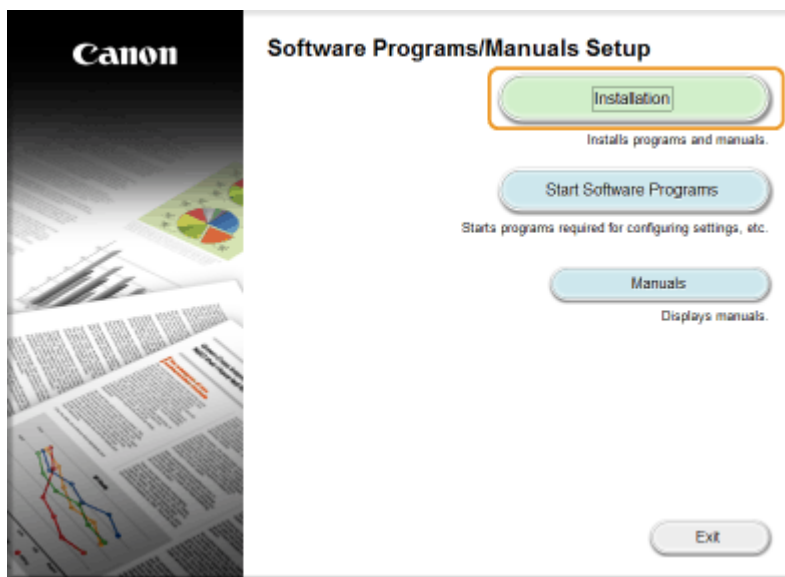 Canon
Software Programs/Manuals Setup
Installation
Installs programs and manuals.
Start Software Programs
Starts programs required for configuring settings, etc.
Manuals
Displays manuals.
Exit